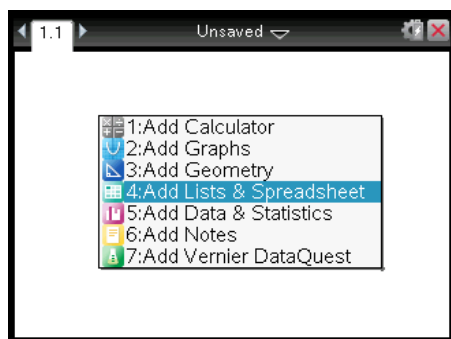 1.1 Unsaved
1:Add Calculator
2:Add Graphs
3:Add Geometry
4:Add Lists & Spreadsheet
5:Add Data & Statistics
6:Add Notes
7:Add Vernier DataQuest